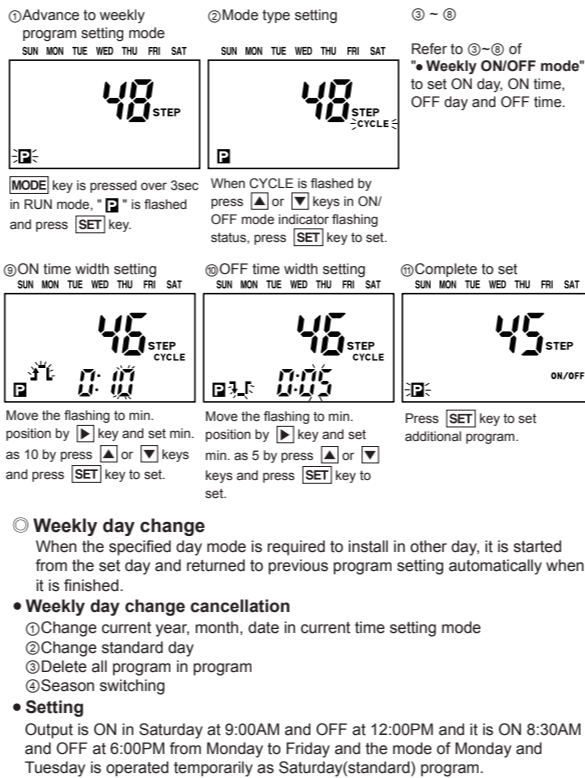 ①Advance to weekly
program setting mode
SUN MON TUE WED THU FRI SAT
48 STEP
P
MODE key is pressed over 3sec
in RUN mode, " P " is flashed
and press SET key.
②Mode type setting
SUN MON TUE WED THU FRI SAT
48 STEP
CYCLE
P
When CYCLE is flashed by
press ▲ or ▼ keys in ON/
OFF mode indicator flashing
status, press SET key to set.
③ ~ ⑧
Refer to ③~⑧ of
"● Weekly ON/OFF mode"
to set ON day, ON time,
OFF day and OFF time.
⑨ON time width setting
SUN MON TUE WED THU FRI SAT
46 STEP
CYCLE
P 0: 10
Move the flashing to min.
position by ▶ key and set min.
as 10 by press ▲ or ▼ keys
and press SET key to set.
⑩OFF time width setting
SUN MON TUE WED THU FRI SAT
46 STEP
CYCLE
P 0:05
Move the flashing to min.
position by ▶ key and set
min. as 5 by press ▲ or ▼
keys and press SET key to
set.
⑪Complete to set
SUN MON TUE WED THU FRI SAT
45 STEP
ON/OFF
P
Press SET key to set
additional program.
◎ Weekly day change
When the specified day mode is required to install in other day, it is started
from the set day and returned to previous program setting automatically when
it is finished.
● Weekly day change cancellation
①Change current year, month, date in current time setting mode
②Change standard day
③Delete all program in program
④Season switching
● Setting
Output is ON in Saturday at 9:00AM and OFF at 12:00PM and it is ON 8:30AM
and OFF at 6:00PM from Monday to Friday and the mode of Monday and
Tuesday is operated temporarily as Saturday(standard) program.